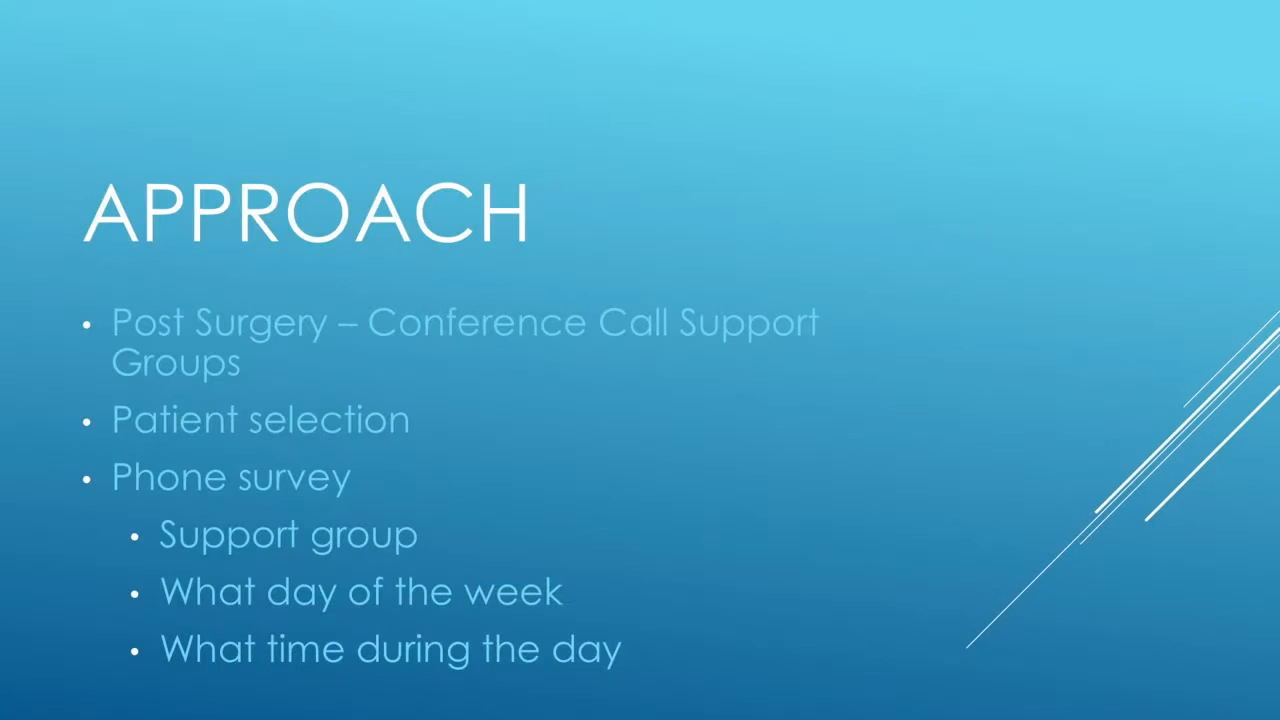 APPROACH
• Post Surgery – Conference Call Support
Groups
• Patient selection
• Phone survey
• Support group
• What day of the week
• What time during the day